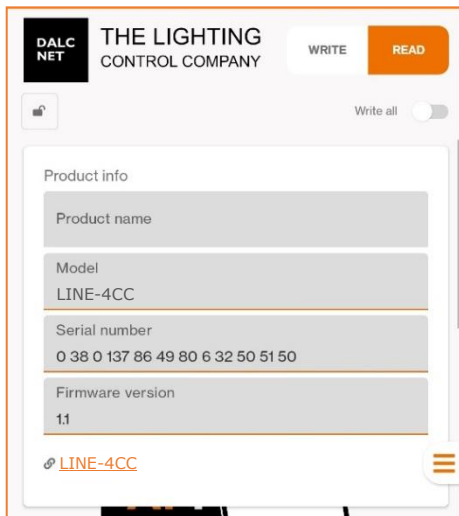 DALC
NET
THE LIGHTING
CONTROL COMPANY
WRITE
READ
Write all
Product info
Product name
Model
LINE-4CC
Serial number
0 38 0 137 86 49 80 6 32 50 51 50
Firmware version
1.1
LINE-4CC